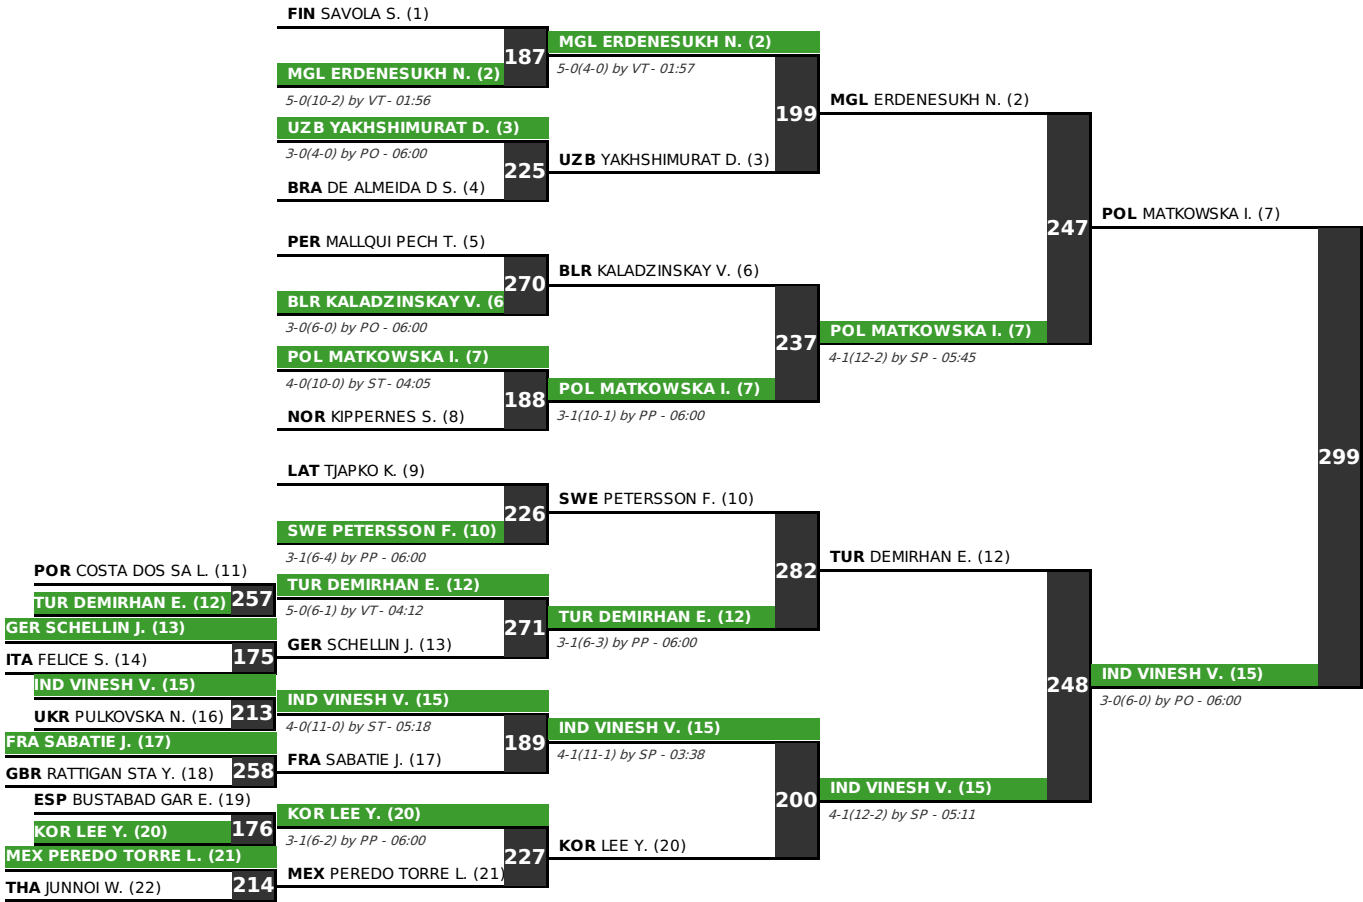 FIN SAVOLA S. (1)
187
MGL ERDENESUKH N. (2)
5-0(10-2) by VT - 01:56
UZB YAKHSHIMURAT D. (3)
3-0(4-0) by PO - 06:00
225
BRA DE ALMEIDA D S. (4)
PER MALLQUI PECH T. (5)
270
BLR KALADZINSKAY V. (6
3-0(6-0) by PO - 06:00
POL MATKOWSKA I. (7)
4-0(10-0) by ST - 04:05
188
NOR KIPPERNES S. (8)
LAT TJAPKO K. (9)
226
SWE PETERSSON F. (10)
3-1(6-4) by PP - 06:00
POR COSTA DOS SA L. (11)
TUR DEMIRHAN E. (12)
257
GER SCHELLIN J. (13)
175
ITA FELICE S. (14)
IND VINESH V. (15)
213
UKR PULKOVSKA N. (16)
FRA SABATIE J. (17)
258
GBR RATTIGAN STA Y. (18)
ESP BUSTABAD GAR E. (19)
176
KOR LEE Y. (20)
MEX PEREDO TORRE L. (21)
214
THA JUNNOI W. (22)
TUR DEMIRHAN E. (12)
5-0(6-1) by VT - 04:12
271
GER SCHELLIN J. (13)
IND VINESH V. (15)
4-0(11-0) by ST - 05:18
189
FRA SABATIE J. (17)
KOR LEE Y. (20)
3-1(6-2) by PP - 06:00
227
MEX PEREDO TORRE L. (21)
MGL ERDENESUKH N. (2)
5-0(4-0) by VT - 01:57
199
UZB YAKHSHIMURAT D. (3)
BLR KALADZINSKAY V. (6)
237
POL MATKOWSKA I. (7)
3-1(10-1) by PP - 06:00
SWE PETERSSON F. (10)
282
TUR DEMIRHAN E. (12)
3-1(6-3) by PP - 06:00
IND VINESH V. (15)
4-1(11-1) by SP - 03:38
200
KOR LEE Y. (20)
MGL ERDENESUKH N. (2)
247
POL MATKOWSKA I. (7)
4-1(12-2) by SP - 05:45
TUR DEMIRHAN E. (12)
248
IND VINESH V. (15)
4-1(12-2) by SP - 05:11
POL MATKOWSKA I. (7)
299
IND VINESH V. (15)
3-0(6-0) by PO - 06:00